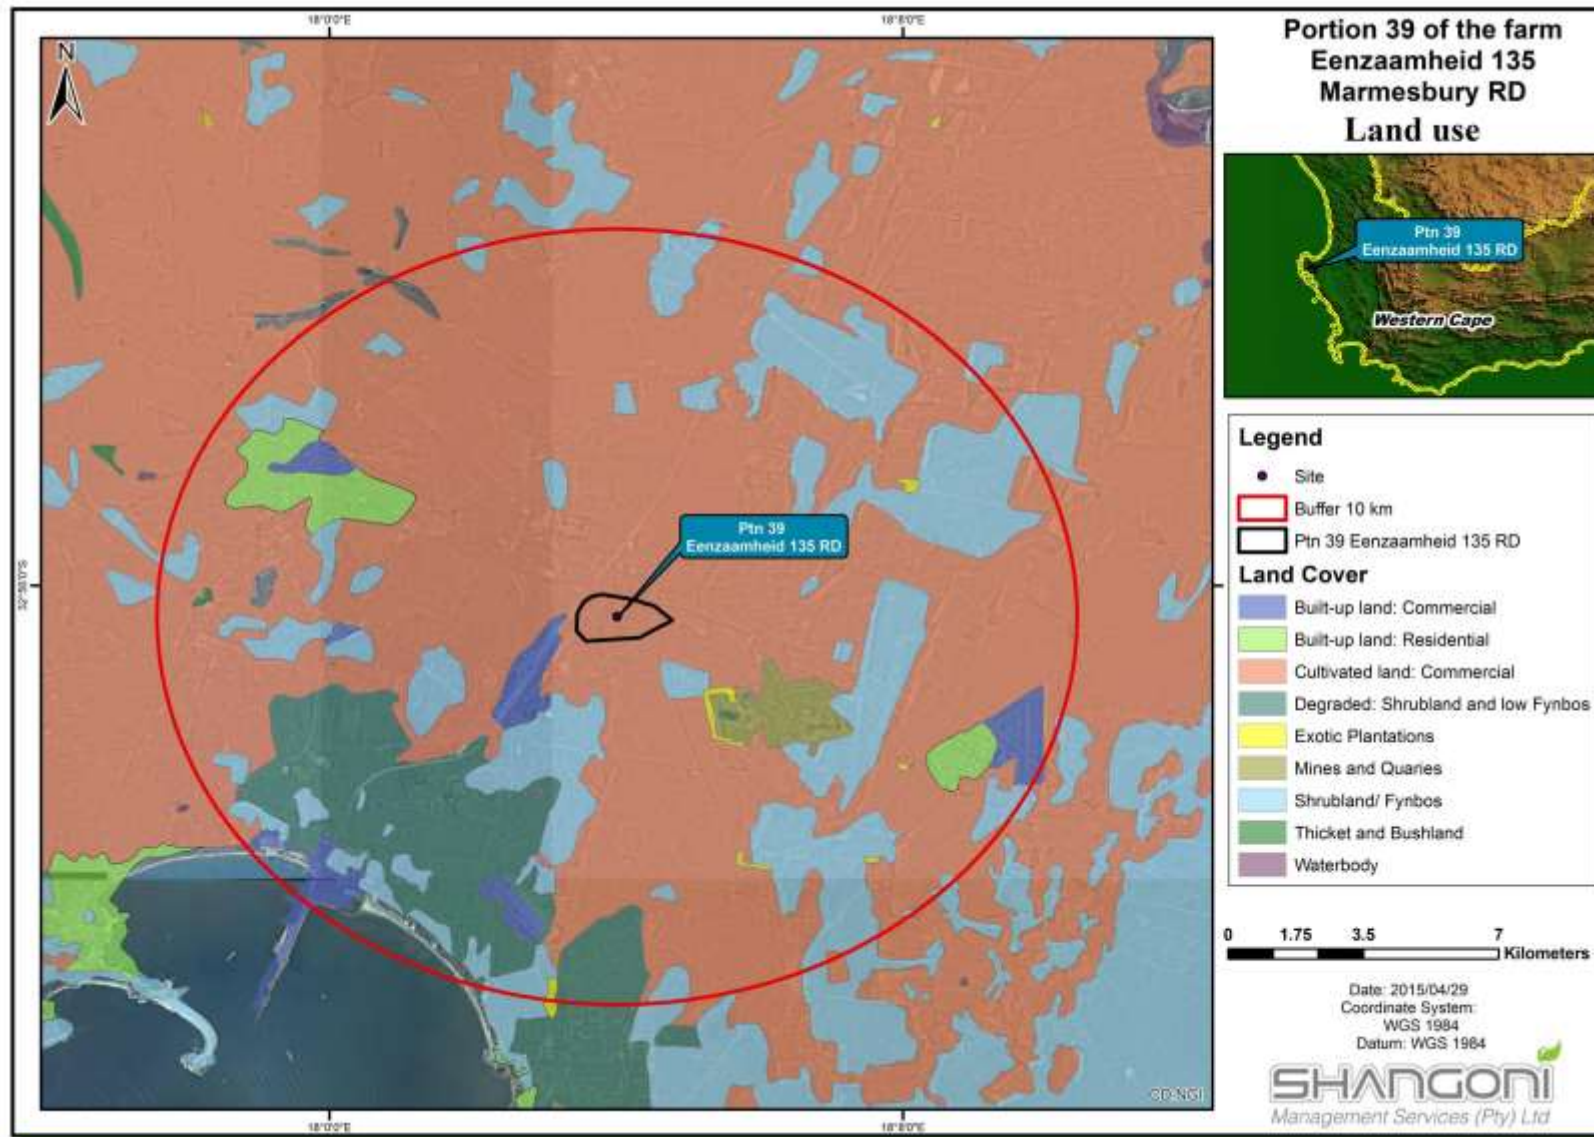 Portion 39 of the farm
Eenzaamheid 135
Marmesbury RD
Land use
N
Ptn 39
Eenzaamheid 135 RD
Western Cape
Ptn 39
Eenzaamheid 135 RD
Legend
Site
Buffer 10 km
Ptn 39 Eenzaamheid 135 RD
Land Cover
Built-up land: Commercial
Built-up land: Residential
Cultivated land: Commercial
Degraded: Shrubland and low Fynbos
Exotic Plantations
Mines and Quaries
Shrubland/ Fynbos
Thicket and Bushland
Waterbody
0 1.75 3.5 7
Kilometers
Date: 2015/04/29
Coordinate System:
WGS 1984
Datum: WGS 1984
CD:NGI
SHANGONI
Management Services (Pty) Ltd